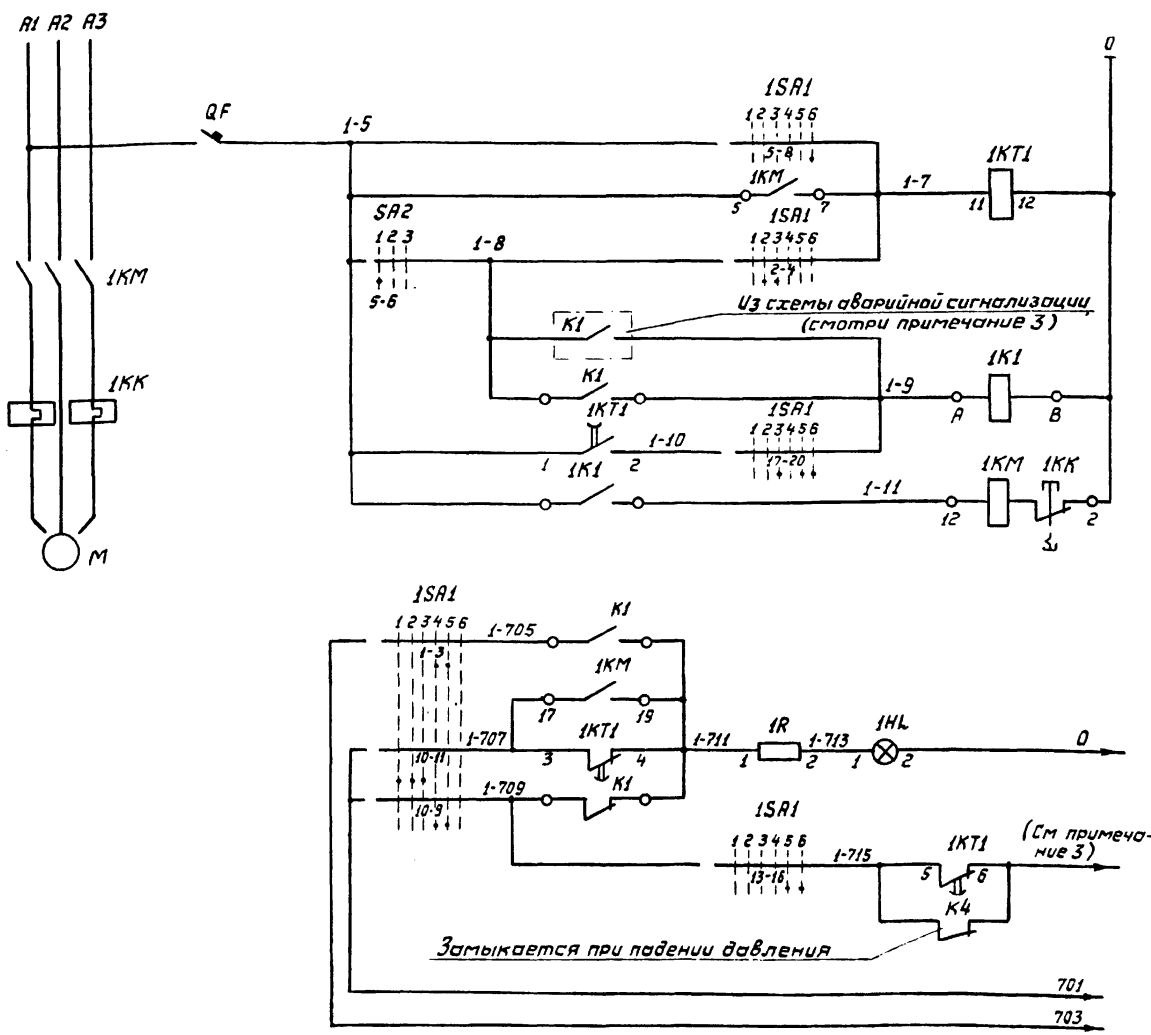 Я1 Я2 Я3
0
QF
1-5
1SA1
1 2 3 4 5 6
5-8
1KM
5 7
1-7
1KT1
11 12
SA2
1 2 3
5-6
1-8
1SA1
1 2 3 4 5 6
2-4
1KM
Из схемы аварийной сигнализации
(смотри примечание 3)
K1
1KK
K1
1-9
1K1
A B
1KT1
1 2
1-10
1SA1
1 2 3 4 5 6
17-20
1K1
1-11
1KM
12
1KK
2
M
1SA1
1 2 3 4 5 6
1-3
1-705
K1
1KM
17 19
1-707
10-11
1KT1
3 4
1-711
1R
1 2
1-713
1HL
1 2
0
1-709
10-9
K1
1SA1
1 2 3 4 5 6
13-16
1-715
1KT1
5 6
(См примеча-
ние 3)
K4
Замыкается при падении давления
701
703